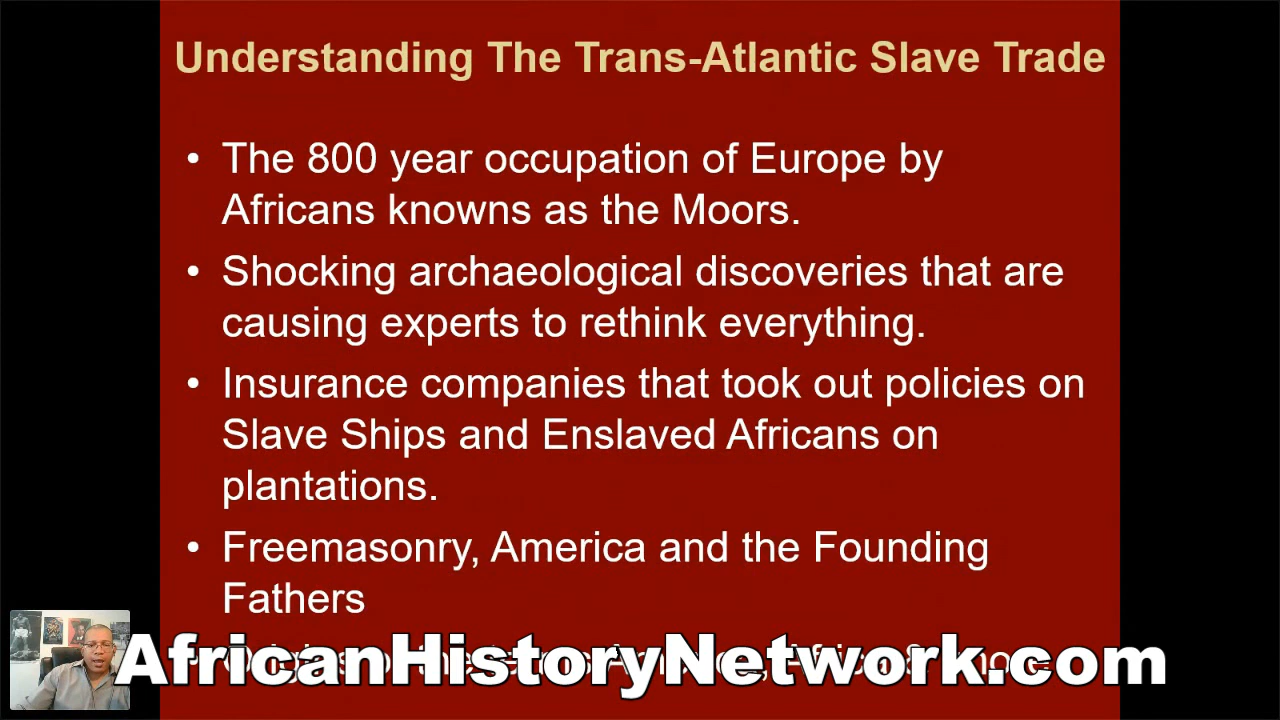 Understanding The Trans-Atlantic Slave Trade
• The 800 year occupation of Europe by
Africans knowns as the Moors.
• Shocking archaeological discoveries that are
causing experts to rethink everything.
• Insurance companies that took out policies on
Slave Ships and Enslaved Africans on
plantations.
• Freemasonry, America and the Founding
Fathers
AfricanHistoryNetwork.com